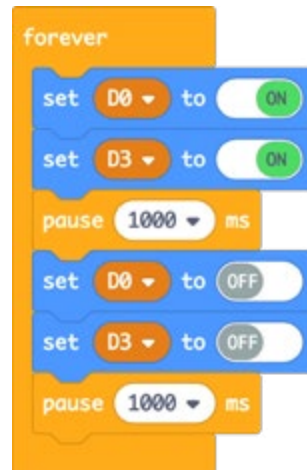 forever
set D0 to ON
set D3 to ON
pause 1000 ms
set D0 to OFF
set D3 to OFF
pause 1000 ms